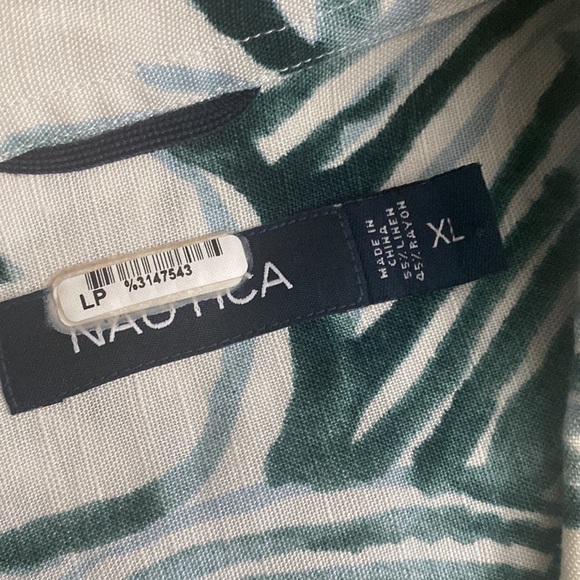 LP %3147543
NAUTICA
MADE IN
CHINA
55% LINEN
45% RAYON
XL